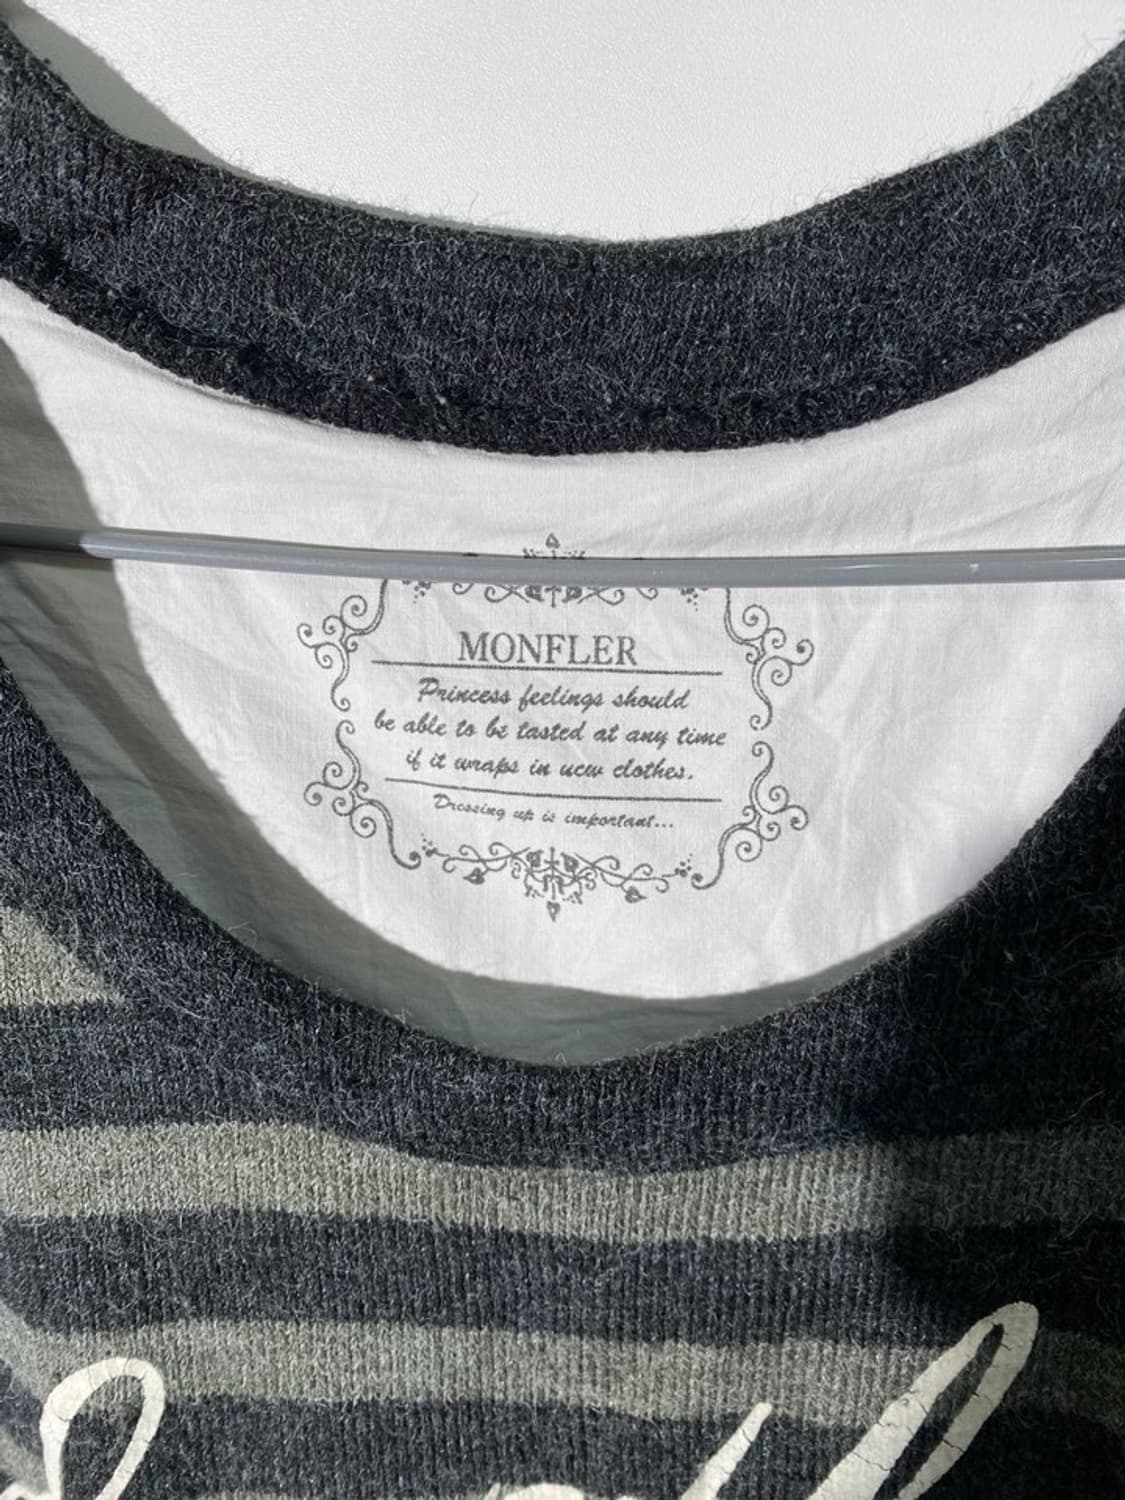 MONFLER
Princess feelings should
be able to be tasted at any time
if it wraps in ucw clothes.
Dressing up is important...